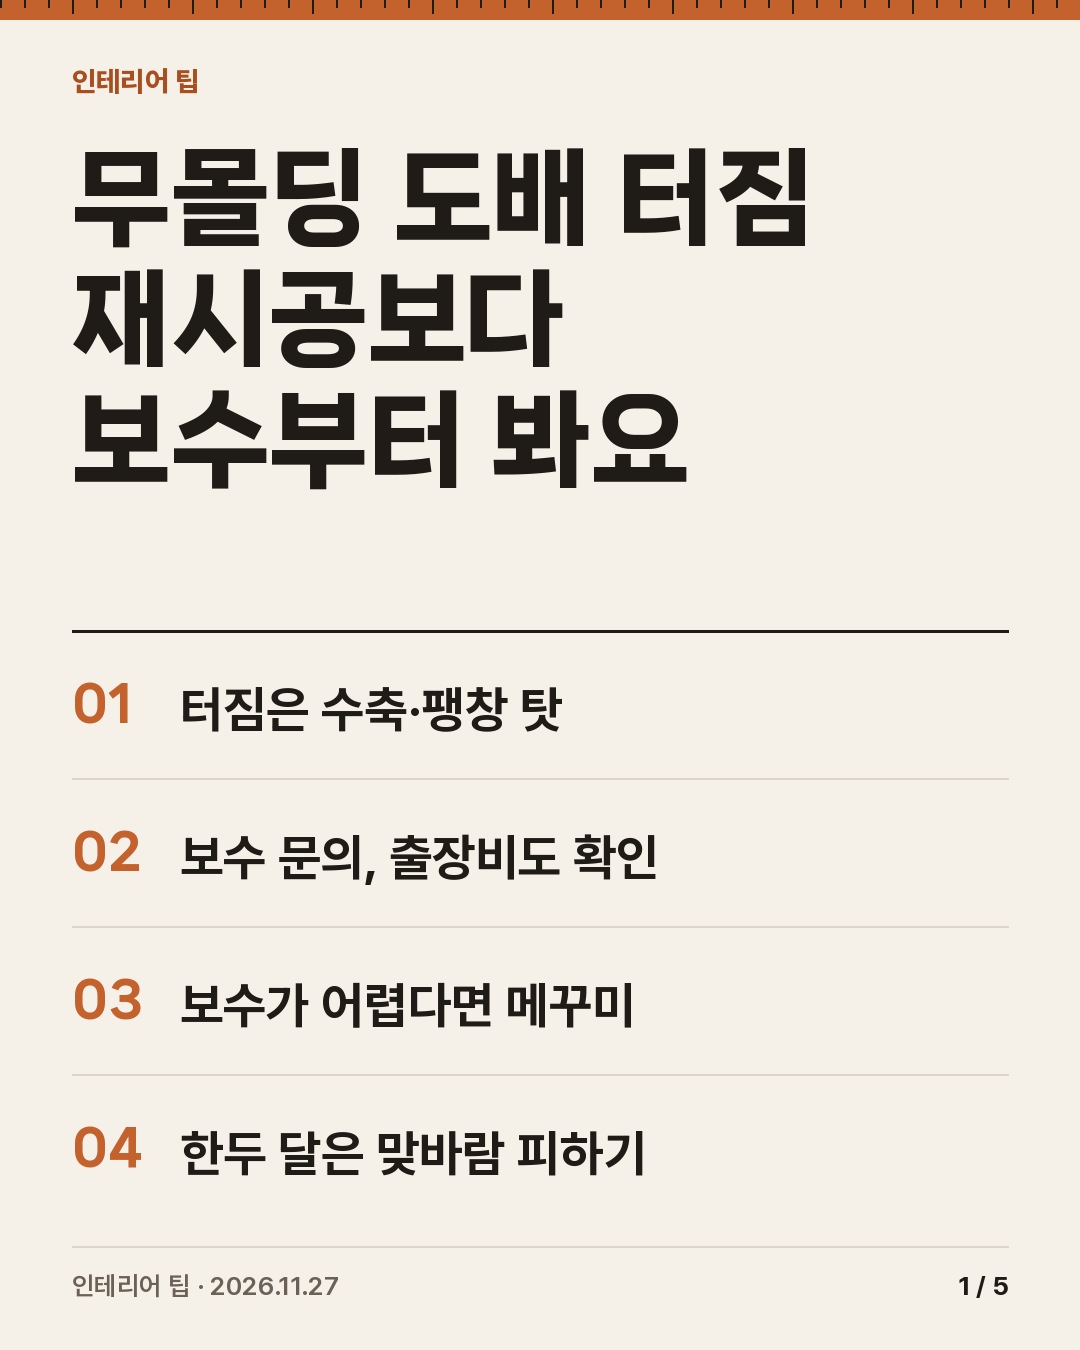 인테리어 팁
무몰딩 도배 터짐
재시공보다
보수부터 봐요
01 터짐은 수축·팽창 탓
02 보수 문의, 출장비도 확인
03 보수가 어렵다면 메꾸미
04 한두 달은 맞바람 피하기
인테리어 팁 · 2026.11.27 1 / 5